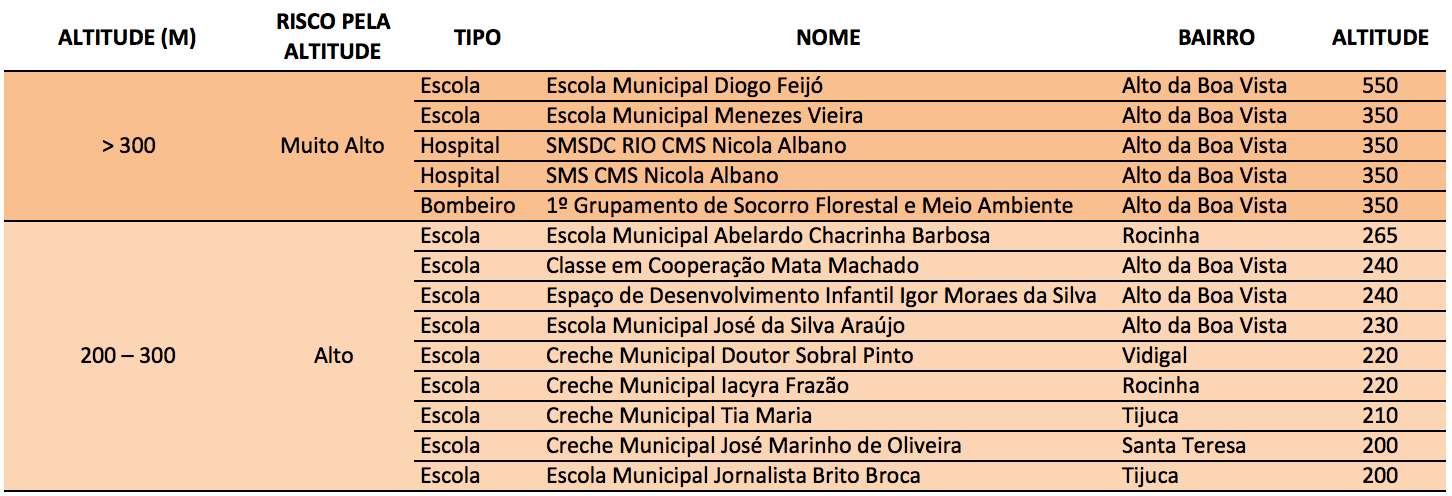 ALTITUDE (M) RISCO PELA ALTITUDE TIPO NOME BAIRRO ALTITUDE
> 300 Muito Alto
Escola Escola Municipal Diogo Feijó Alto da Boa Vista 550
Escola Escola Municipal Menezes Vieira Alto da Boa Vista 350
Hospital SMSDC RIO CMS Nicola Albano Alto da Boa Vista 350
Hospital SMS CMS Nicola Albano Alto da Boa Vista 350
Bombeiro 1º Grupamento de Socorro Florestal e Meio Ambiente Alto da Boa Vista 350
200 – 300 Alto
Escola Escola Municipal Abelardo Chacrinha Barbosa Rocinha 265
Escola Classe em Cooperação Mata Machado Alto da Boa Vista 240
Escola Espaço de Desenvolvimento Infantil Igor Moraes da Silva Alto da Boa Vista 240
Escola Escola Municipal José da Silva Araújo Alto da Boa Vista 230
Escola Creche Municipal Doutor Sobral Pinto Vidigal 220
Escola Creche Municipal Iacyra Frazão Rocinha 220
Escola Creche Municipal Tia Maria Tijuca 210
Escola Creche Municipal José Marinho de Oliveira Santa Teresa 200
Escola Escola Municipal Jornalista Brito Broca Tijuca 200